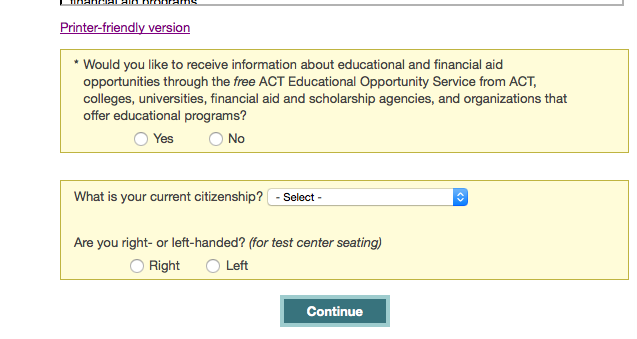 financial aid programs
Printer-friendly version
* Would you like to receive information about educational and financial aid
opportunities through the free ACT Educational Opportunity Service from ACT,
colleges, universities, financial aid and scholarship agencies, and organizations that
offer educational programs?
Yes No
What is your current citizenship? - Select -
Are you right- or left-handed? (for test center seating)
Right Left
Continue